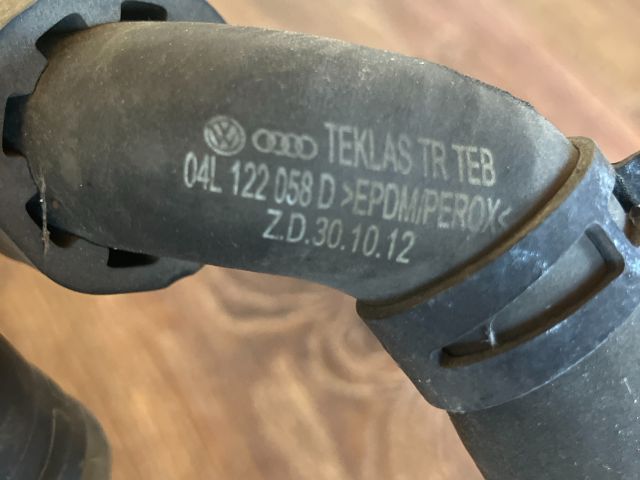 TEKLAS TR TEB
04L 122 058 D >EPDM/PEROX<
Z.D.30.10.12